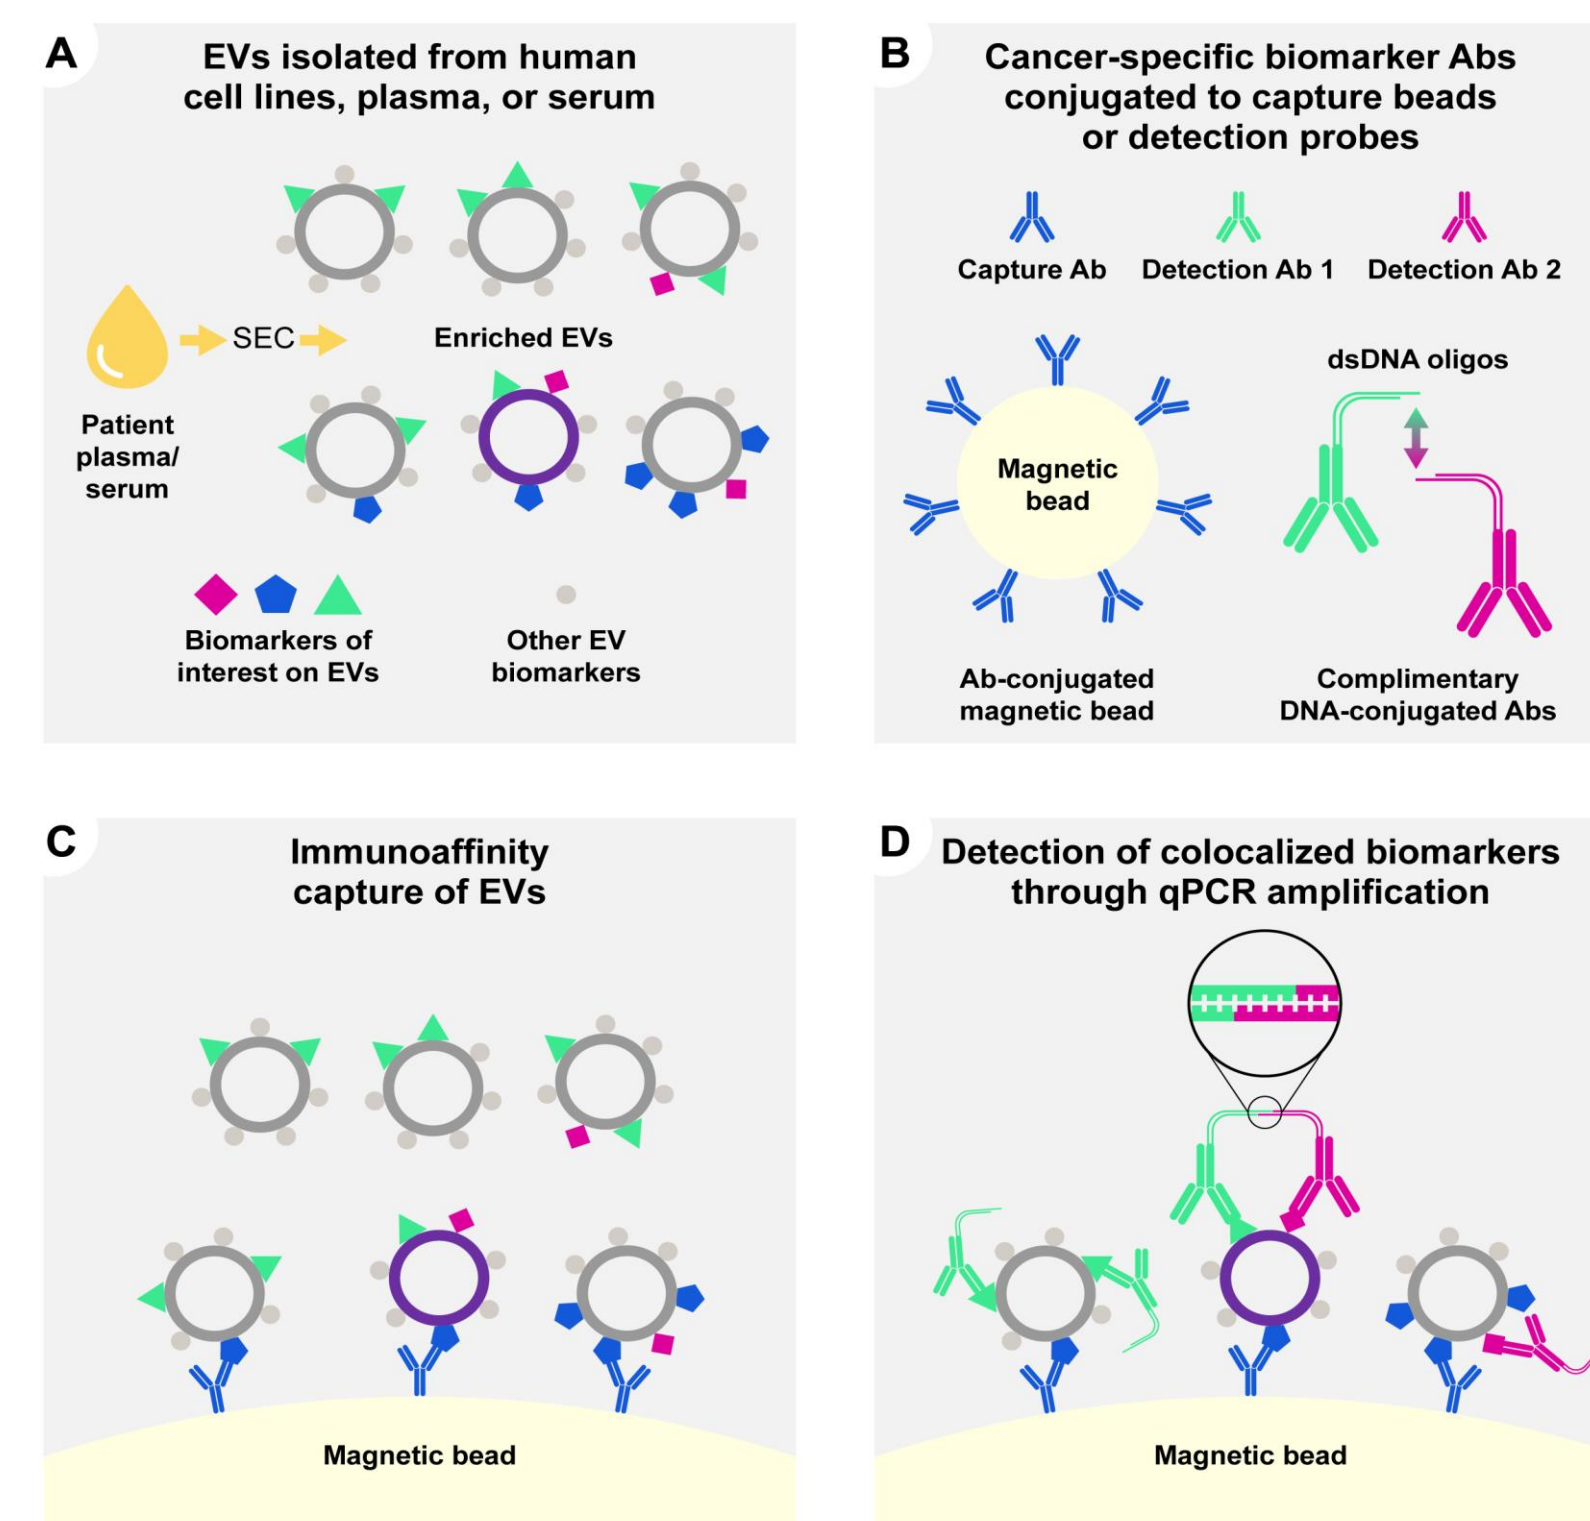 A
EVs isolated from human
cell lines, plasma, or serum
SEC
Enriched EVs
Patient
plasma/
serum
Biomarkers of
interest on EVs
Other EV
biomarkers
B
Cancer-specific biomarker Abs
conjugated to capture beads
or detection probes
Capture Ab
Detection Ab 1
Detection Ab 2
dsDNA oligos
Magnetic
bead
Ab-conjugated
magnetic bead
Complimentary
DNA-conjugated Abs
C
Immunoaffinity
capture of EVs
Magnetic bead
D
Detection of colocalized biomarkers
through qPCR amplification
Magnetic bead